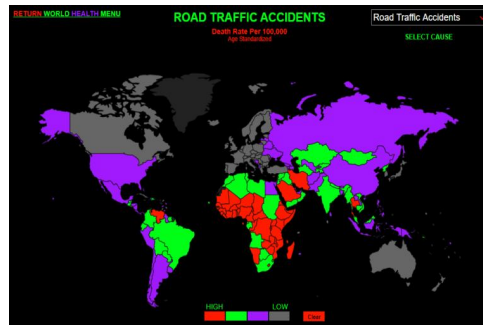 RETURN WORLD HEALTH MENU
ROAD TRAFFIC ACCIDENTS
Road Traffic Accidents
Death Rate Per 100,000
Age Standardized
SELECT CAUSE
HIGH LOW
Clear